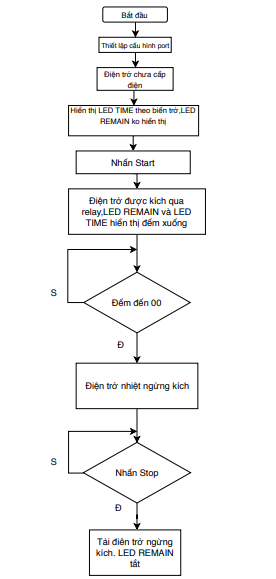 Bắt đầu
Thiết lập cấu hình port
Điện trở chưa cấp
điện
Hiển thị LED TIME theo biến trở,LED
REMAIN ko hiển thị
Nhấn Start
Điện trở được kích qua
relay,LED REMAIN và LED
TIME hiển thị đếm xuống
S
Đếm đến 00
Đ
Điện trở nhiệt ngừng kích
S
Nhấn Stop
Đ
Tải điên trở ngừng
kích. LED REMAIN
tắt